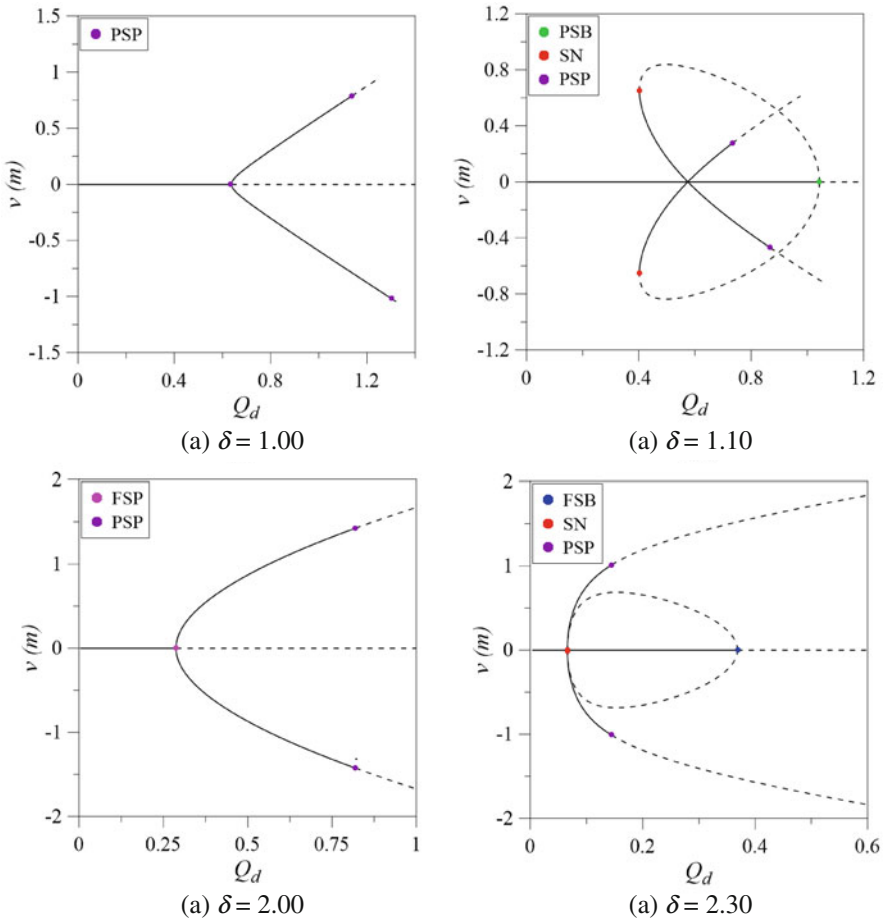 1.5
1
0.5
0
-0.5
-1
-1.5
v (m)
PSP
0 0.4 0.8 1.2
Q_d
(a) δ = 1.00
1.2
0.8
0.4
0
-0.4
-0.8
-1.2
v (m)
PSB
SN
PSP
0 0.4 0.8 1.2
Q_d
(a) δ = 1.10
2
1
0
-1
-2
v (m)
FSP
PSP
0 0.25 0.5 0.75 1
Q_d
(a) δ = 2.00
2
1
0
-1
-2
v (m)
FSB
SN
PSP
0 0.2 0.4 0.6
Q_d
(a) δ = 2.30